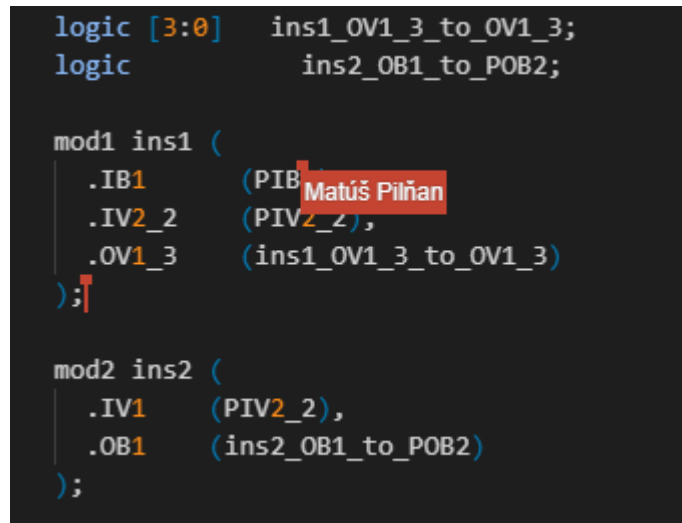 logic [3:0] ins1_OV1_3_to_OV1_3;
logic ins2_OB1_to_POB2;
mod1 ins1 (
.IB1 (PIB
Matúš Pilňan
.IV2_2 (PIV2_2),
.OV1_3 (ins1_OV1_3_to_OV1_3)
);
mod2 ins2 (
.IV1 (PIV2_2),
.OB1 (ins2_OB1_to_POB2)
);